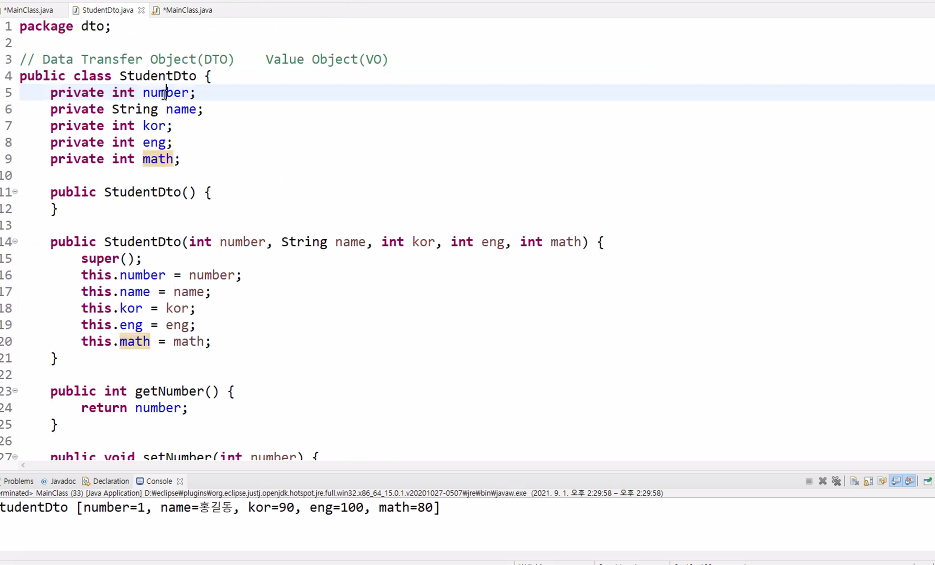 *MainClass.java StudentDto.java *MainClass.java
1 package dto;
2
3 // Data Transfer Object(DTO)    Value Object(VO)
4 public class StudentDto {
5     private int number;
6     private String name;
7     private int kor;
8     private int eng;
9     private int math;
10
11     public StudentDto() {
12     }
13
14     public StudentDto(int number, String name, int kor, int eng, int math) {
15         super();
16         this.number = number;
17         this.name = name;
18         this.kor = kor;
19         this.eng = eng;
20         this.math = math;
21     }
22
23     public int getNumber() {
24         return number;
25     }
26
27     public void setNumber(int number) {
Problems Javadoc Declaration Console
erminated> MainClass (33) [Java Application] D:₩eclipse₩plugins₩org.eclipse.justj.openjdk.hotspot.jre.full.win32.x86_64_15.0.1.v20201027-0507₩jre₩bin₩javaw.exe (2021. 9. 1. 오후 2:29:58 – 오후 2:29:58)
tudentDto [number=1, name=홍길동, kor=90, eng=100, math=80]